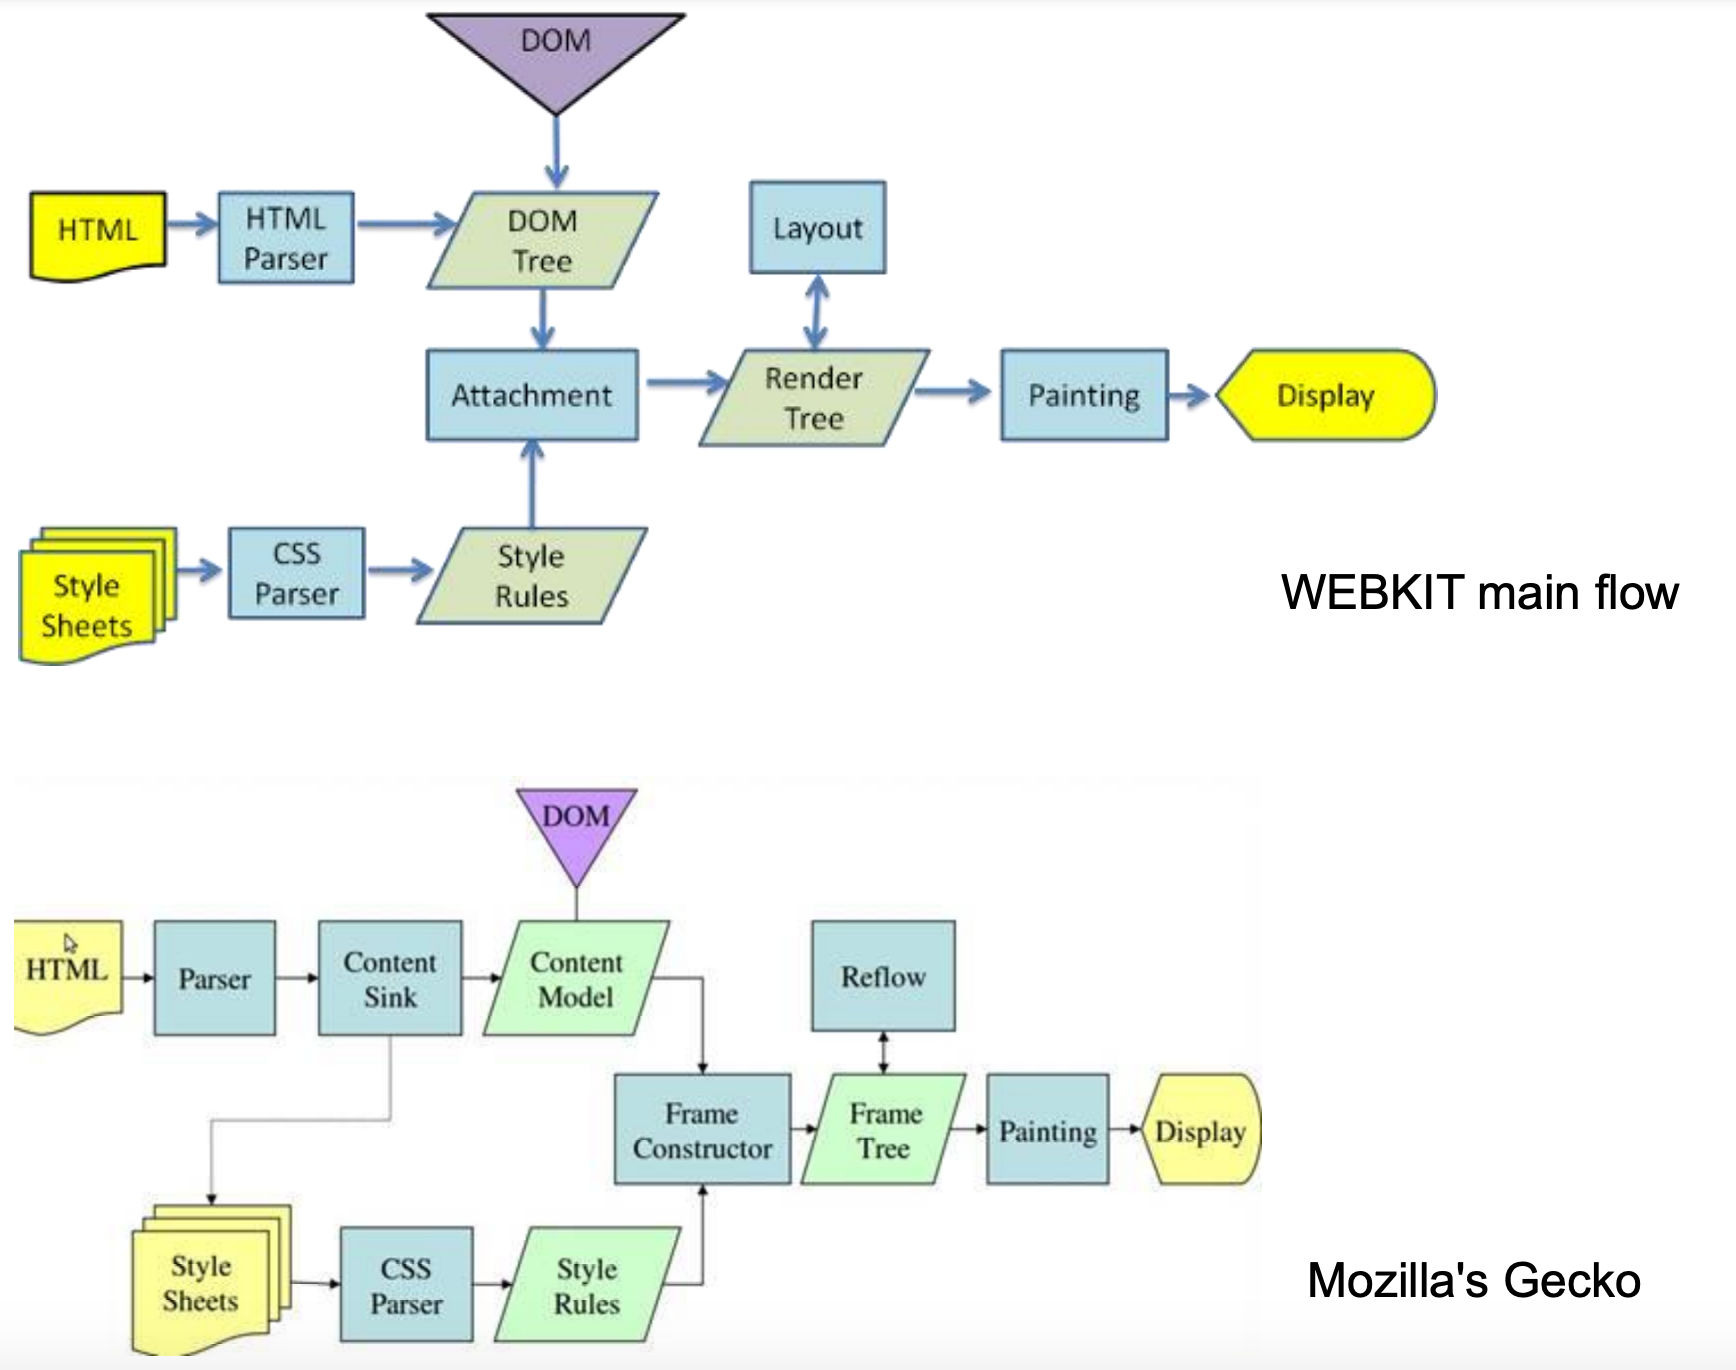 DOM
HTML
HTML
Parser
DOM
Tree
Layout
Attachment
Render
Tree
Painting
Display
Style
Sheets
CSS
Parser
Style
Rules
WEBKIT main flow
DOM
HTML
Parser
Content
Sink
Content
Model
Reflow
Frame
Constructor
Frame
Tree
Painting
Display
Style
Sheets
CSS
Parser
Style
Rules
Mozilla's Gecko